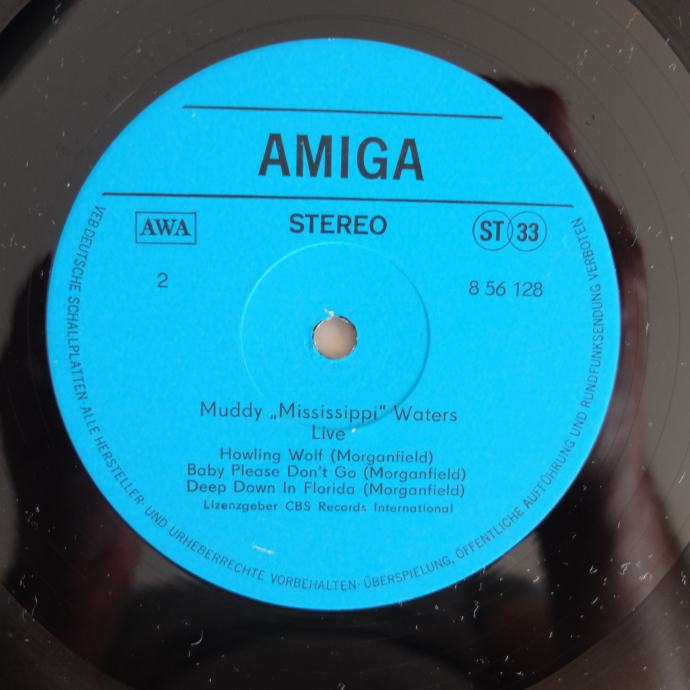 AMIGA
AWA
STEREO
ST 33
2
8 56 128
Muddy „Mississippi“ Waters
Live
Howling Wolf (Morganfield)
Baby Please Don't Go (Morganfield)
Deep Down In Florida (Morganfield)
Lizenzgeber CBS Records International
VEB DEUTSCHE SCHALLPLATTEN · ALLE HERSTELLER- UND URHEBERRECHTE VORBEHALTEN · ÜBERSPIELUNG, ÖFFENTLICHE AUFFÜHRUNG UND RUNDFUNKSENDUNG VERBOTEN